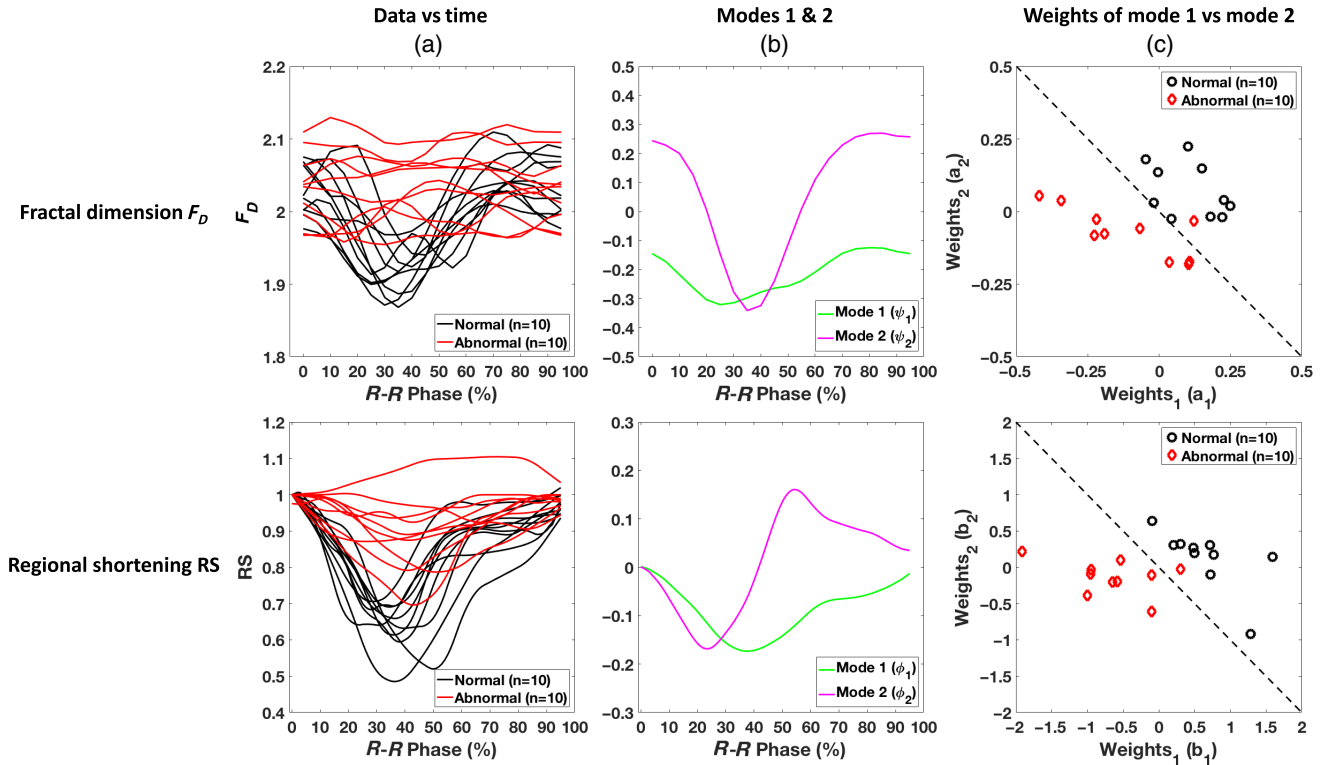 Data vs time
Modes 1 & 2
Weights of mode 1 vs mode 2
(a)
(b)
(c)
Fractal dimension F_D
F_D
2.2
2.1
2
1.9
1.8
0 10 20 30 40 50 60 70 80 90 100
R-R Phase (%)
Normal (n=10)
Abnormal (n=10)
0.5
0.4
0.3
0.2
0.1
0
−0.1
−0.2
−0.3
−0.4
−0.5
0 10 20 30 40 50 60 70 80 90 100
R-R Phase (%)
Mode 1 (ψ₁)
Mode 2 (ψ₂)
Weights₂ (a₂)
0.5
0.25
0
−0.25
−0.5
−0.5 −0.25 0 0.25 0.5
Weights₁ (a₁)
Normal (n=10)
Abnormal (n=10)
Regional shortening RS
RS
1.2
1.1
1
0.9
0.8
0.7
0.6
0.5
0.4
0 10 20 30 40 50 60 70 80 90 100
R-R Phase (%)
Normal (n=10)
Abnormal (n=10)
0.3
0.2
0.1
0
−0.1
−0.2
−0.3
0 10 20 30 40 50 60 70 80 90 100
R-R Phase (%)
Mode 1 (ϕ₁)
Mode 2 (ϕ₂)
Weights₂ (b₂)
2
1.5
1
0.5
0
−0.5
−1
−1.5
−2
−2 −1.5 −1 −0.5 0 0.5 1 1.5 2
Weights₁ (b₁)
Normal (n=10)
Abnormal (n=10)